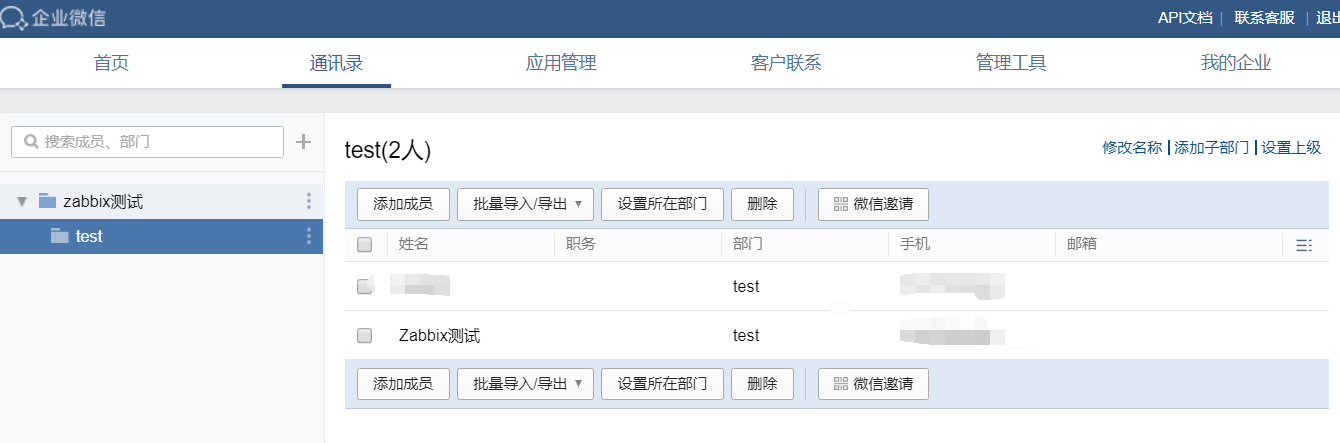 企业微信
API文档 | 联系客服 | 退出
首页 通讯录 应用管理 客户联系 管理工具 我的企业
搜索成员、部门
zabbix测试
test
test(2人)
修改名称 | 添加子部门 | 设置上级
添加成员 批量导入/导出 设置所在部门 删除 微信邀请
姓名 职务 部门 手机 邮箱
test
Zabbix测试 test
添加成员 批量导入/导出 设置所在部门 删除 微信邀请